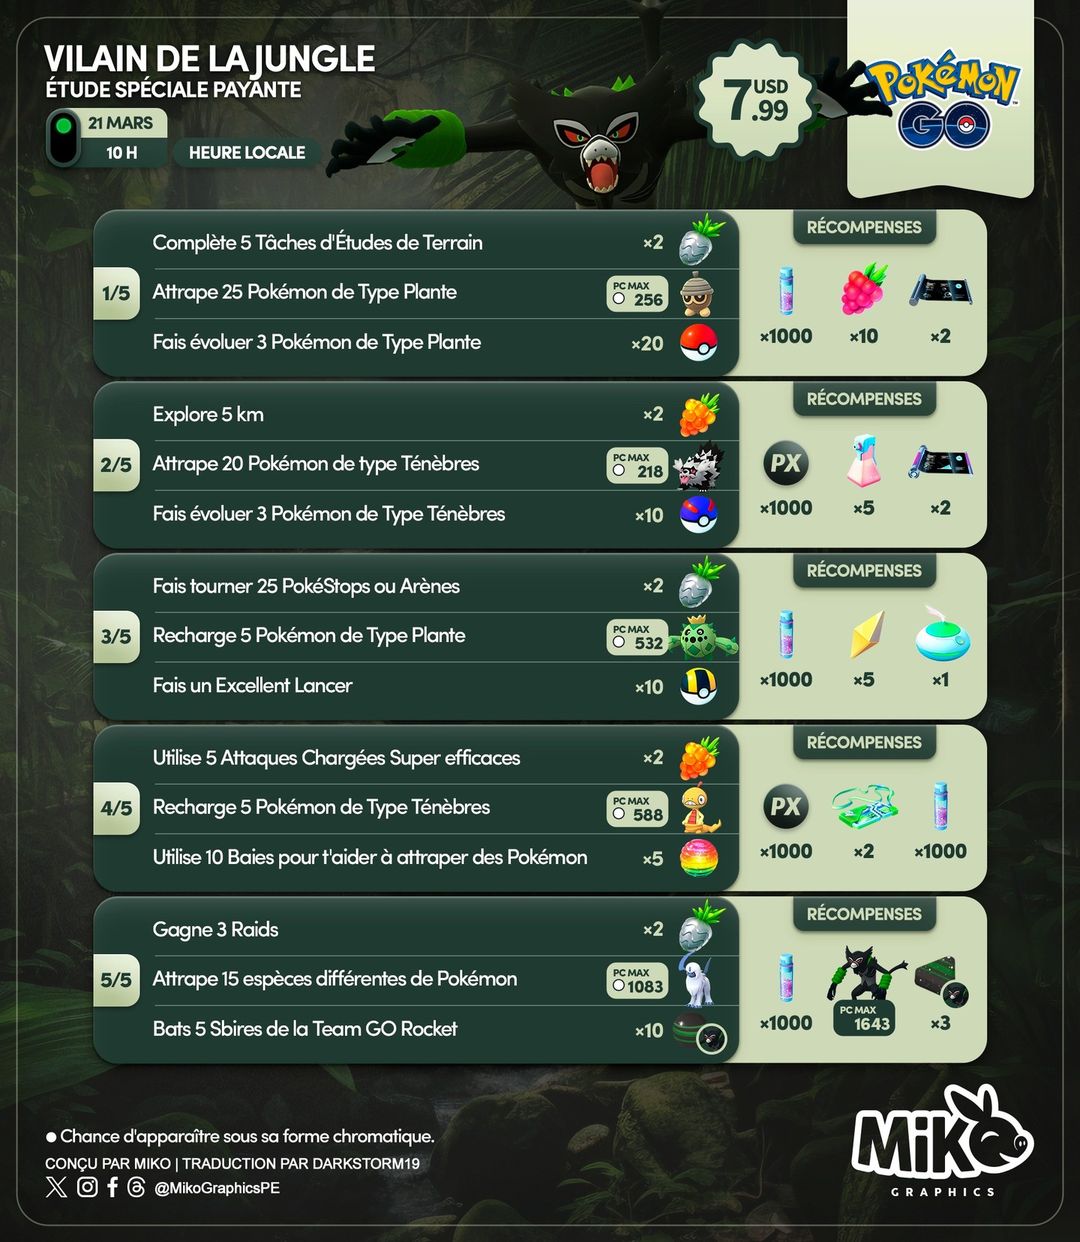 VILAIN DE LA JUNGLE
ÉTUDE SPÉCIALE PAYANTE
21 MARS
10 H
HEURE LOCALE
7 USD .99
POKÉMON GO
1/5
Complète 5 Tâches d'Études de Terrain ×2
Attrape 25 Pokémon de Type Plante PC MAX 256
Fais évoluer 3 Pokémon de Type Plante ×20
RÉCOMPENSES
×1000 ×10 ×2
2/5
Explore 5 km ×2
Attrape 20 Pokémon de type Ténèbres PC MAX 218
Fais évoluer 3 Pokémon de Type Ténèbres ×10
RÉCOMPENSES
PX
×1000 ×5 ×2
3/5
Fais tourner 25 PokéStops ou Arènes ×2
Recharge 5 Pokémon de Type Plante PC MAX 532
Fais un Excellent Lancer ×10
RÉCOMPENSES
×1000 ×5 ×1
4/5
Utilise 5 Attaques Chargées Super efficaces ×2
Recharge 5 Pokémon de Type Ténèbres PC MAX 588
Utilise 10 Baies pour t'aider à attraper des Pokémon ×5
RÉCOMPENSES
PX
×1000 ×2 ×1000
5/5
Gagne 3 Raids ×2
Attrape 15 espèces différentes de Pokémon PC MAX 1083
Bats 5 Sbires de la Team GO Rocket ×10
RÉCOMPENSES
×1000 PC MAX 1643 ×3
Chance d'apparaître sous sa forme chromatique.
CONÇU PAR MIKO | TRADUCTION PAR DARKSTORM19
@MikoGraphicsPE
MiKO
GRAPHICS